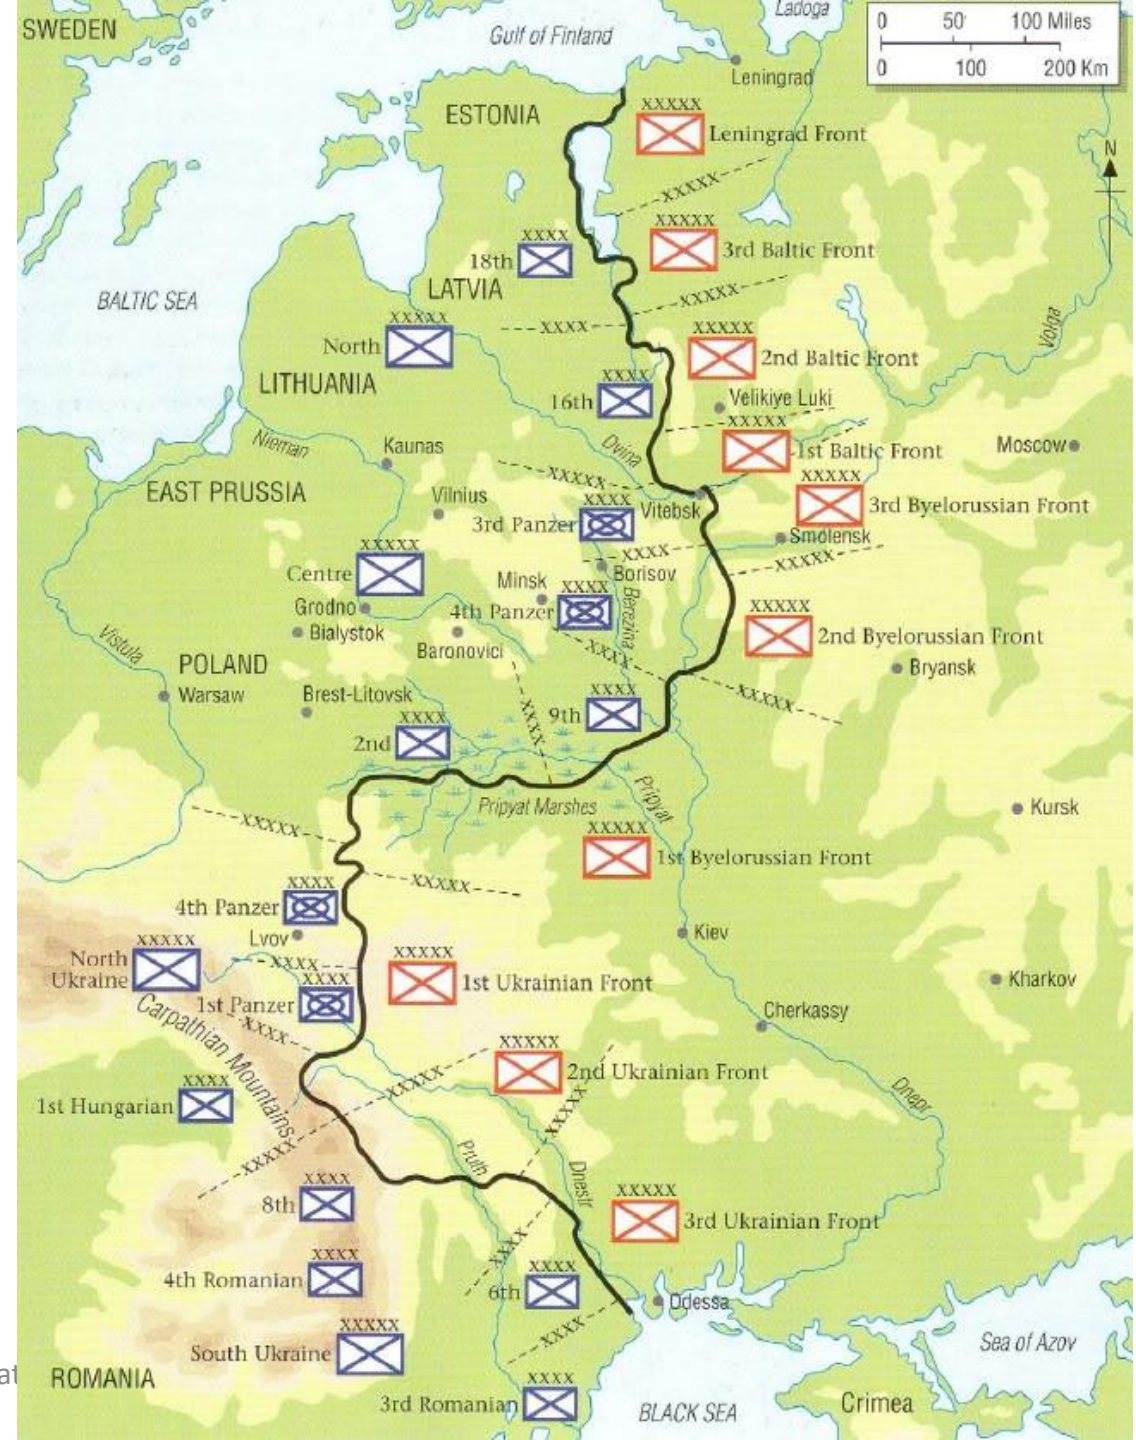 SWEDEN
Gulf of Finland
Ladoga
0 50 100 Miles
0 100 200 Km
Leningrad
ESTONIA
XXXXX
Leningrad Front
N
XXXXX
XXXXX
3rd Baltic Front
XXXX
18th
LATVIA
XXXXX
BALTIC SEA
XXXXX
North
XXXX
XXXXX
2nd Baltic Front
Volga
LITHUANIA
XXXX
16th
Velikiye Luki
XXXXX
1st Baltic Front
Nieman
Kaunas
Dvina
Moscow
XXXXX
XXXXX
3rd Byelorussian Front
EAST PRUSSIA
Vilnius
XXXX
3rd Panzer
Vitebsk
Smolensk
XXXXX
Centre
XXXX
XXXXX
Borisov
Minsk
XXXX
4th Panzer
Berezina
Grodno
Bialystok
Baronovici
XXXXX
2nd Byelorussian Front
Vistula
POLAND
XXXX
Bryansk
Warsaw
Brest-Litovsk
XXXX
9th
XXXXX
XXXX
XXXX
2nd
Pripyat Marshes
Pripyat
Kursk
XXXXX
XXXXX
1st Byelorussian Front
XXXX
4th Panzer
XXXXX
Lvov
Kiev
XXXXX
North
Ukraine
XXXX
XXXX
1st Panzer
XXXXX
1st Ukrainian Front
Kharkov
Carpathian Mountains
XXXX
Cherkassy
XXXXX
2nd Ukrainian Front
XXXX
1st Hungarian
XXXXX
XXXXX
Dnepr
XXXXX
Pruth
Dnestr
XXXX
8th
XXXXX
3rd Ukrainian Front
XXXX
XXXX
4th Romanian
XXXX
6th
Odessa
XXXXX
South Ukraine
XXXX
Sea of Azov
at
ROMANIA
XXXX
3rd Romanian
BLACK SEA
Crimea